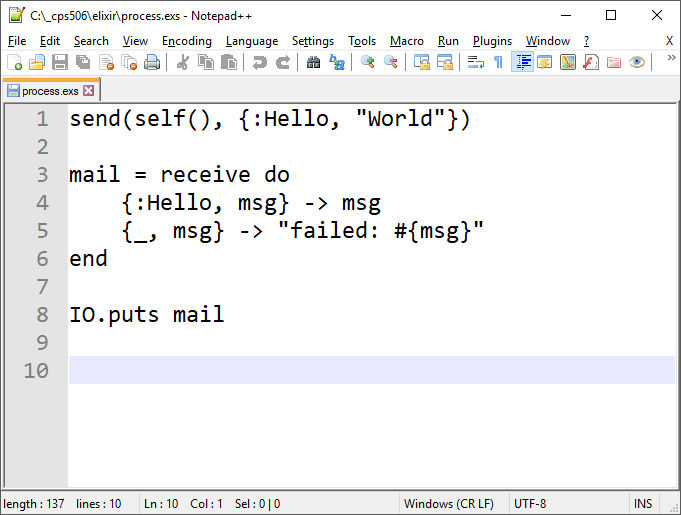 C:\_cps506\elixir\process.exs - Notepad++
File Edit Search View Encoding Language Settings Tools Macro Run Plugins Window ? X
process.exs
1 send(self(), {:Hello, "World"})
2
3 mail = receive do
4     {:Hello, msg} -> msg
5     {_, msg} -> "failed: #{msg}"
6 end
7
8 IO.puts mail
9
10
length : 137 lines : 10 Ln : 10 Col : 1 Sel : 0 | 0 Windows (CR LF) UTF-8 INS